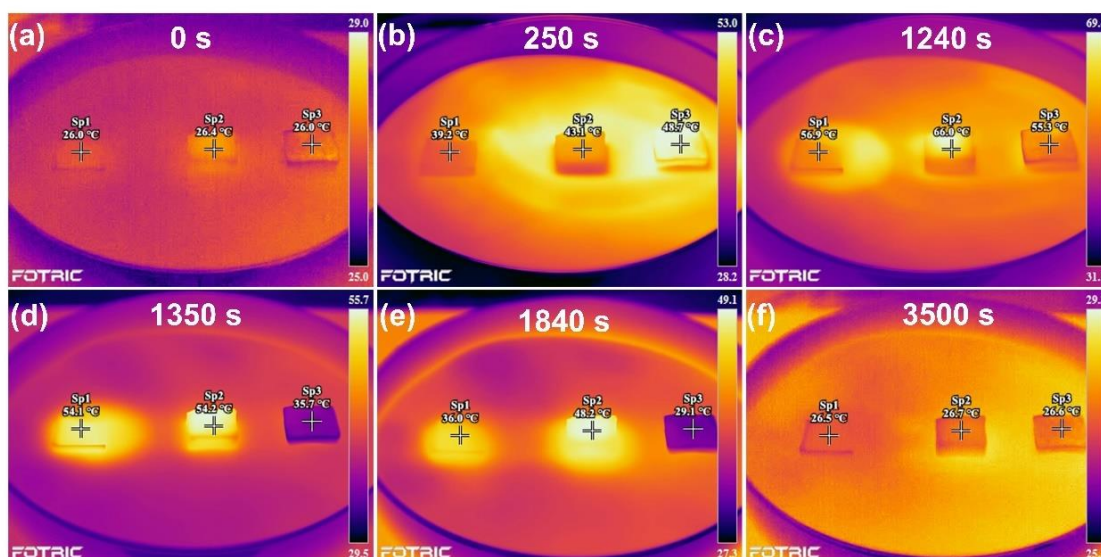 (a) 0 s 29.0
Sp1
26.0 °C
Sp2
26.4 °C
Sp3
26.0 °C
FOTRIC 25.0
(b) 250 s 53.0
Sp1
39.2 °C
Sp2
43.1 °C
Sp3
48.7 °C
FOTRIC 28.2
(c) 1240 s 69.
Sp1
56.9 °C
Sp2
66.0 °C
Sp3
55.3 °C
FOTRIC 31.
(d) 1350 s 55.7
Sp1
54.1 °C
Sp2
54.2 °C
Sp3
35.7 °C
FOTRIC 29.5
(e) 1840 s 49.1
Sp1
36.0 °C
Sp2
48.2 °C
Sp3
29.1 °C
FOTRIC 27.3
(f) 3500 s 29.
Sp1
26.5 °C
Sp2
26.7 °C
Sp3
26.6 °C
FOTRIC 25.